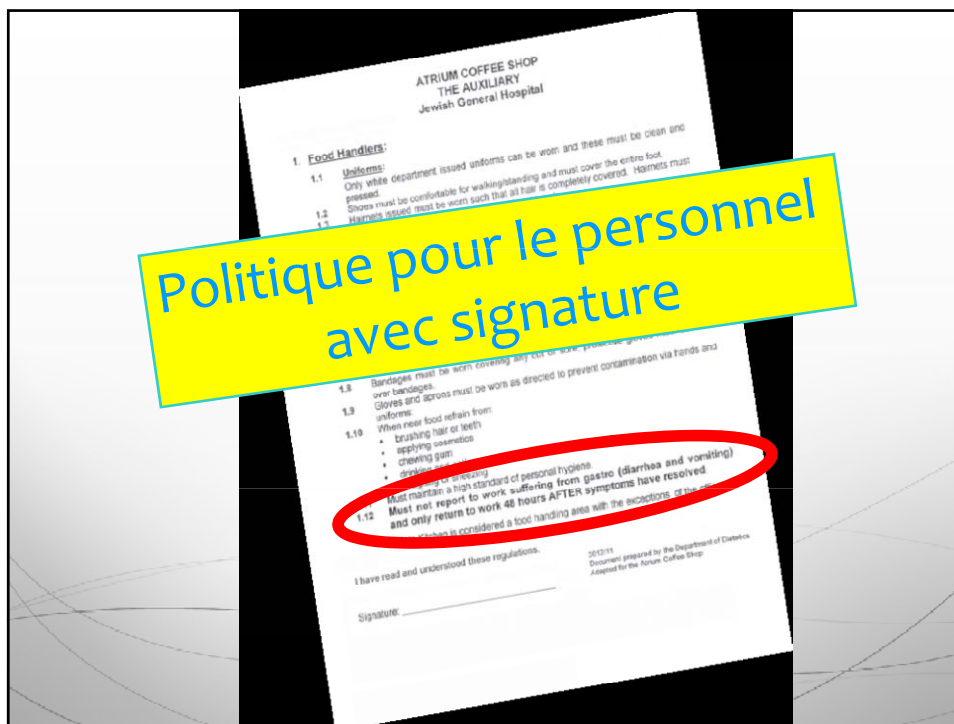 ATRIUM COFFEE SHOP
THE AUXILIARY
Jewish General Hospital
1. Food Handlers:
1.1 Uniforms:
Only white department issued uniforms can be worn and these must be clean and
pressed.
1.2 Shoes must be comfortable for walking/standing and must cover the entire foot.
1.3 Hairnets issued must be worn such that all hair is completely covered. Hairnets must
Politique pour le personnel
avec signature
1.8 Bandages must be worn covering any cut or sore.
over bandages.
1.9 Gloves and aprons must be worn as directed to prevent contamination via hands and
uniforms:
1.10 When near food refrain from:
• brushing hair or teeth
• applying cosmetics
• chewing gum
• drinking
or sneezing
Must maintain a high standard of personal hygiene.
1.12 Must not report to work suffering from gastro (diarrhea and vomiting)
and only return to work 48 hours AFTER symptoms have resolved
Kitchen is considered a food handing area with the exceptions of the
I have read and understood these regulations.
2012/11
Document prepared by the Department of Dietetics
Adapted for the Atrium Coffee Shop
Signature: